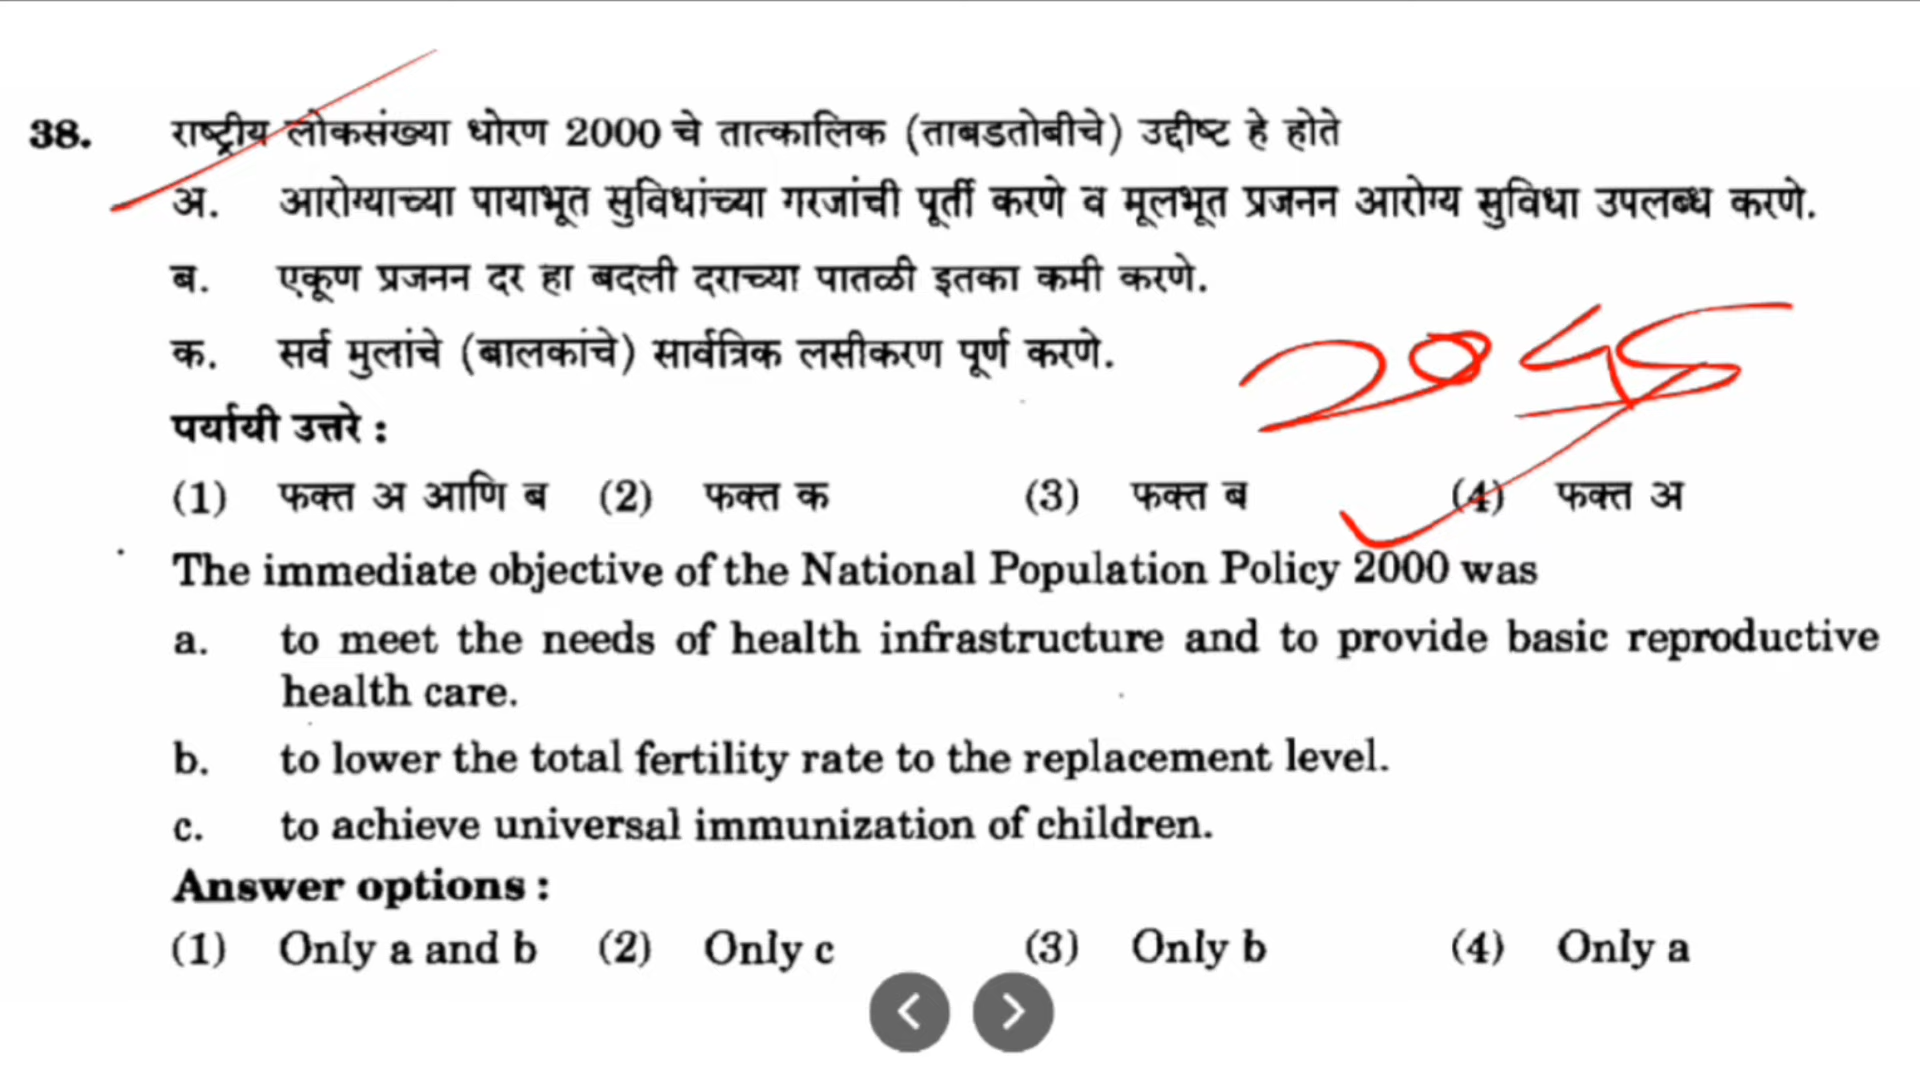 38. राष्ट्रीय लोकसंख्या धोरण 2000 चे तात्कालिक (ताबडतोबीचे) उद्दीष्ट हे होते
अ. आरोग्याच्या पायाभूत सुविधांच्या गरजांची पूर्ती करणे व मूलभूत प्रजनन आरोग्य सुविधा उपलब्ध करणे.
ब. एकूण प्रजनन दर हा बदली दराच्या पातळी इतका कमी करणे.
क. सर्व मुलांचे (बालकांचे) सार्वत्रिक लसीकरण पूर्ण करणे.
2045
पर्यायी उत्तरे :
(1) फक्त अ आणि ब (2) फक्त क (3) फक्त ब (4) फक्त अ
The immediate objective of the National Population Policy 2000 was
a. to meet the needs of health infrastructure and to provide basic reproductive
health care.
b. to lower the total fertility rate to the replacement level.
c. to achieve universal immunization of children.
Answer options :
(1) Only a and b (2) Only c (3) Only b (4) Only a